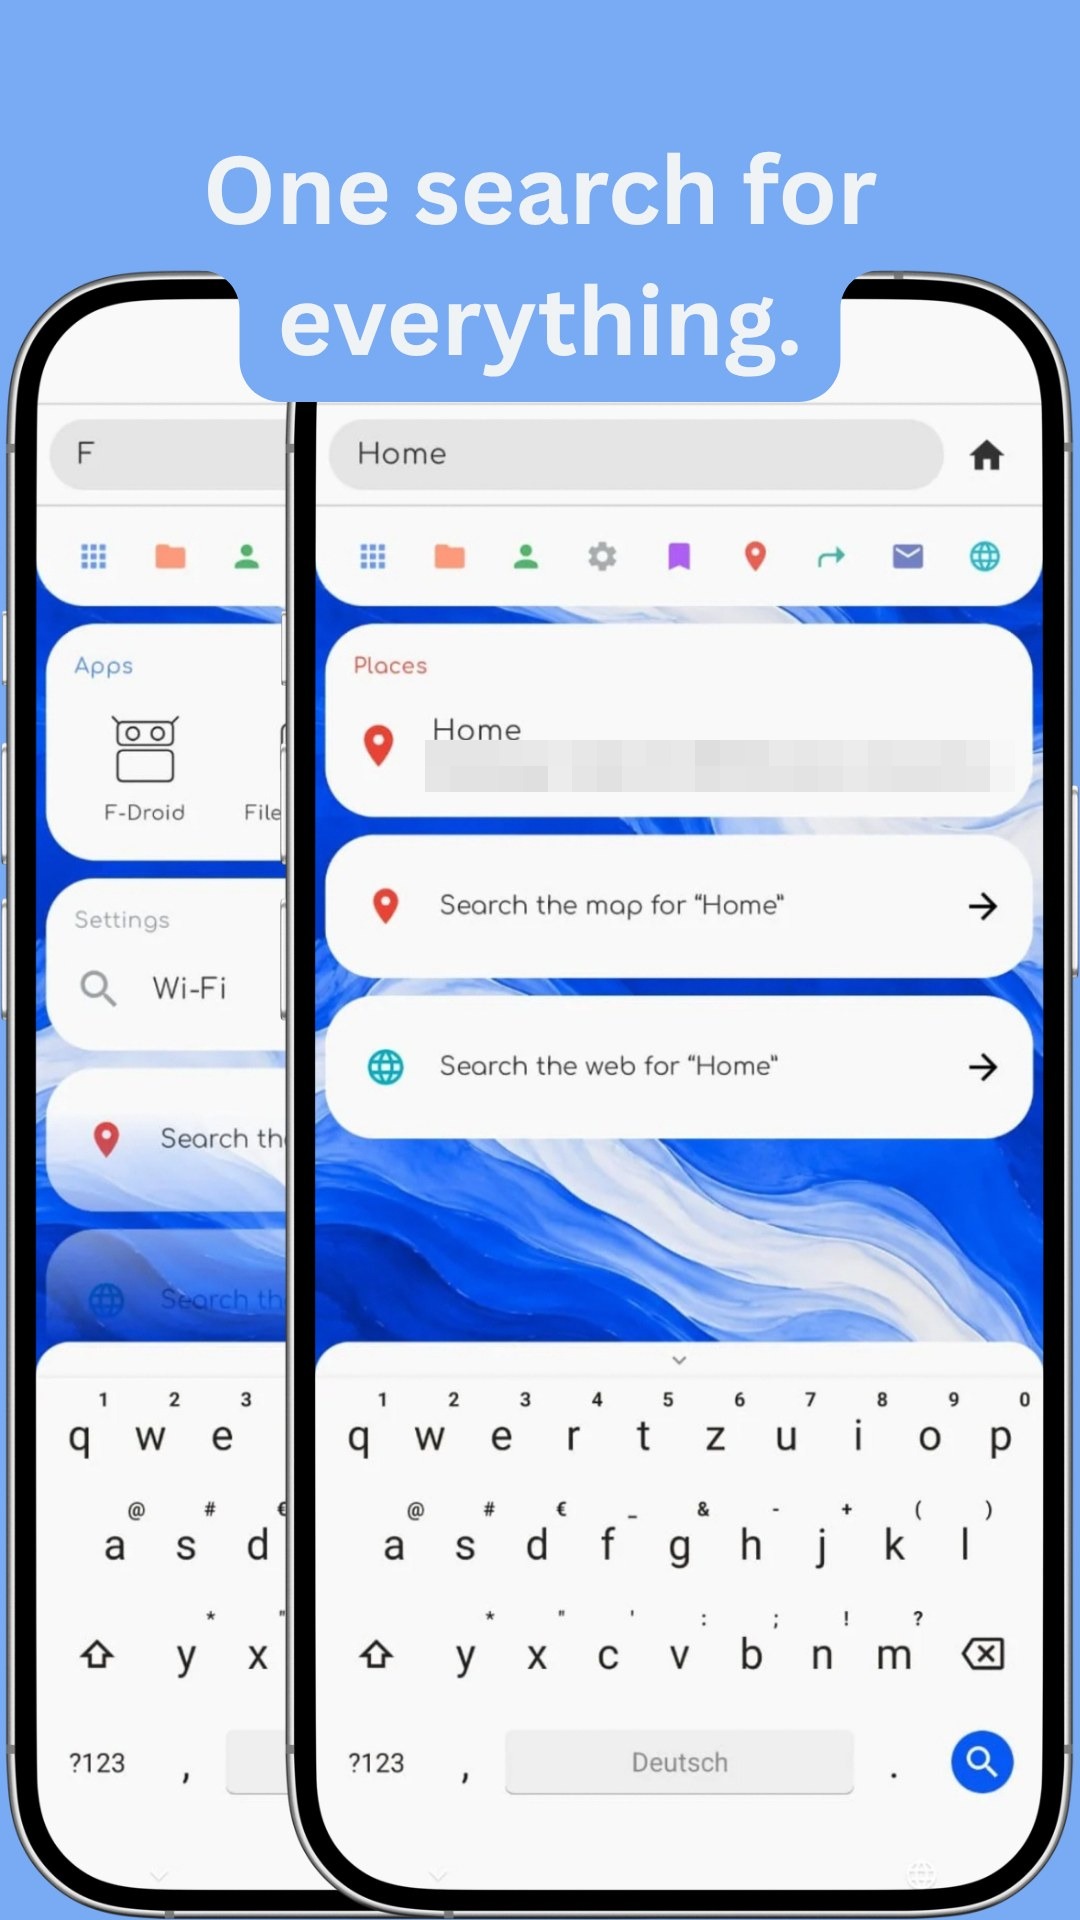 One search for
everything.
F
Apps
F-Droid
File
Settings
Wi-Fi
Search th
Search th
1 2 3
q w e
@ # €
a s d
* "
y x
?123 ,
Home
Places
Home
Search the map for “Home”
Search the web for “Home”
1 2 3 4 5 6 7 8 9 0
q w e r t z u i o p
@ # € _ & - + ( )
a s d f g h j k l
* " ' : ; ! ?
y x c v b n m
?123 , Deutsch .